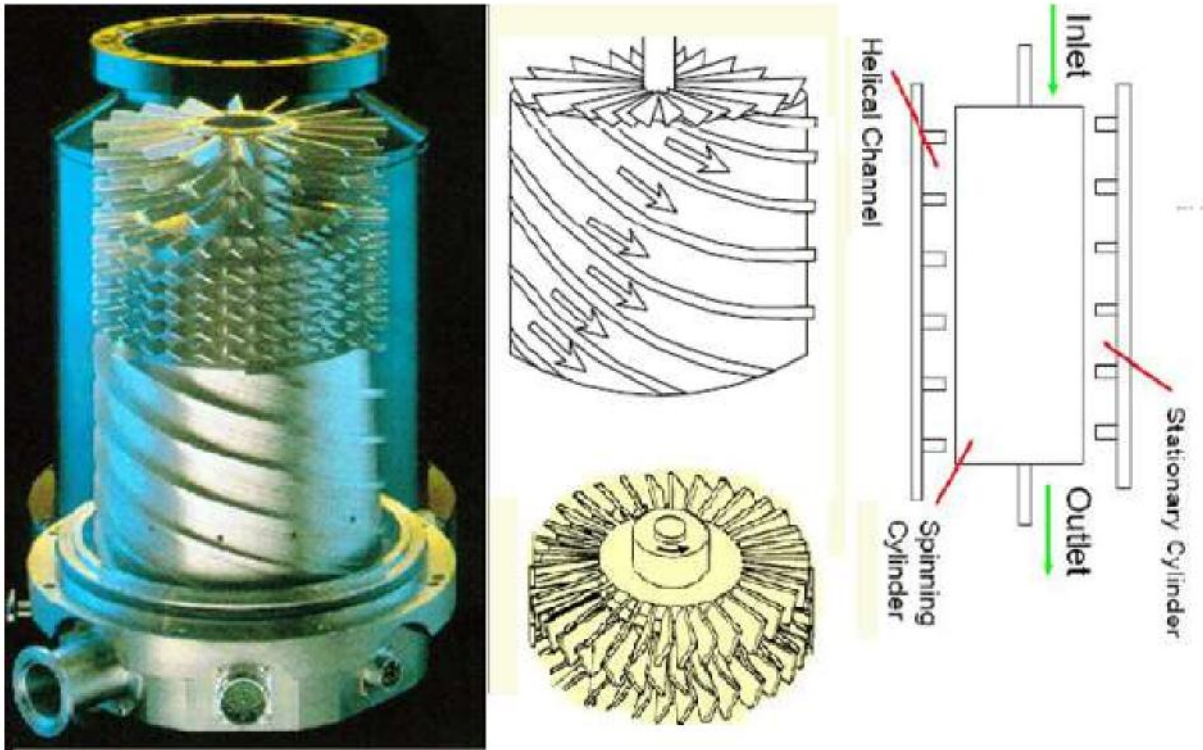 Inlet
Helical Channel
Stationary Cylinder
Spinning
Cylinder
Outlet